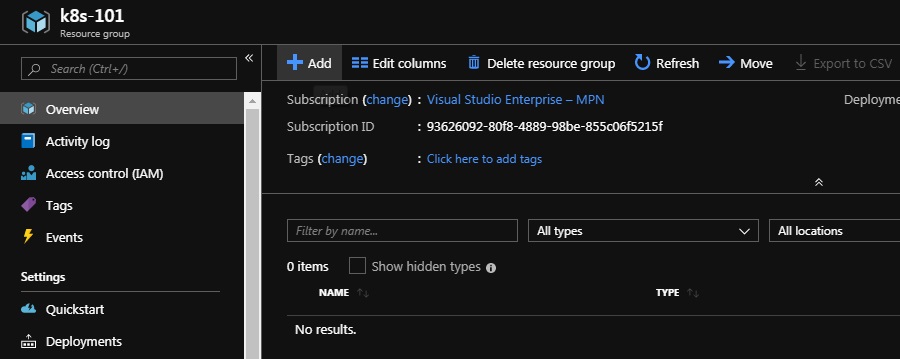 k8s-101
Resource group
Search (Ctrl+/)
«
Overview
Activity log
Access control (IAM)
Tags
Events
Settings
Quickstart
Deployments
Add Edit columns Delete resource group Refresh Move Export to CSV
Subscription (change) : Visual Studio Enterprise – MPN Deployme
Subscription ID : 93626092-80f8-4889-98be-855c06f5215f
Tags (change) : Click here to add tags
Filter by name... All types All locations
0 items Show hidden types
NAME TYPE
No results.